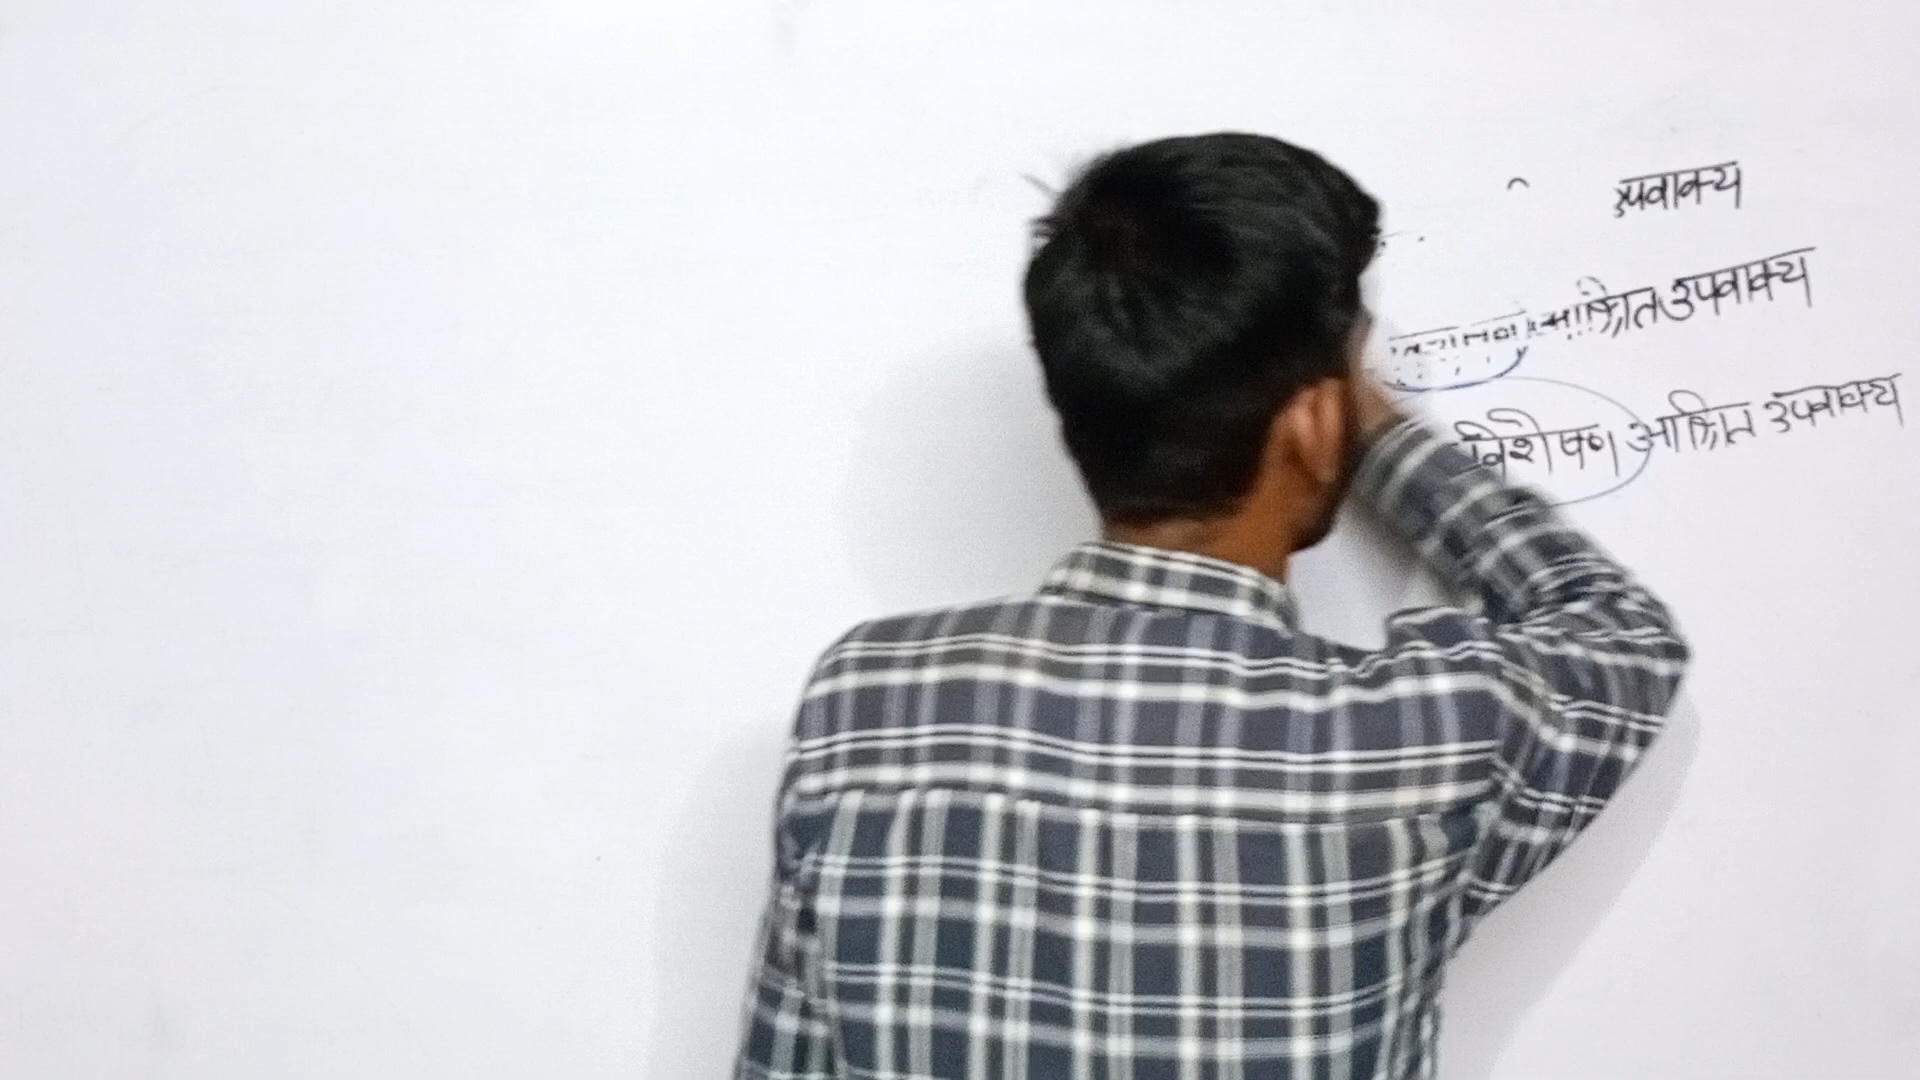 उपवाक्य
आश्रित उपवाक्य
विशेषण आश्रित उपवाक्य